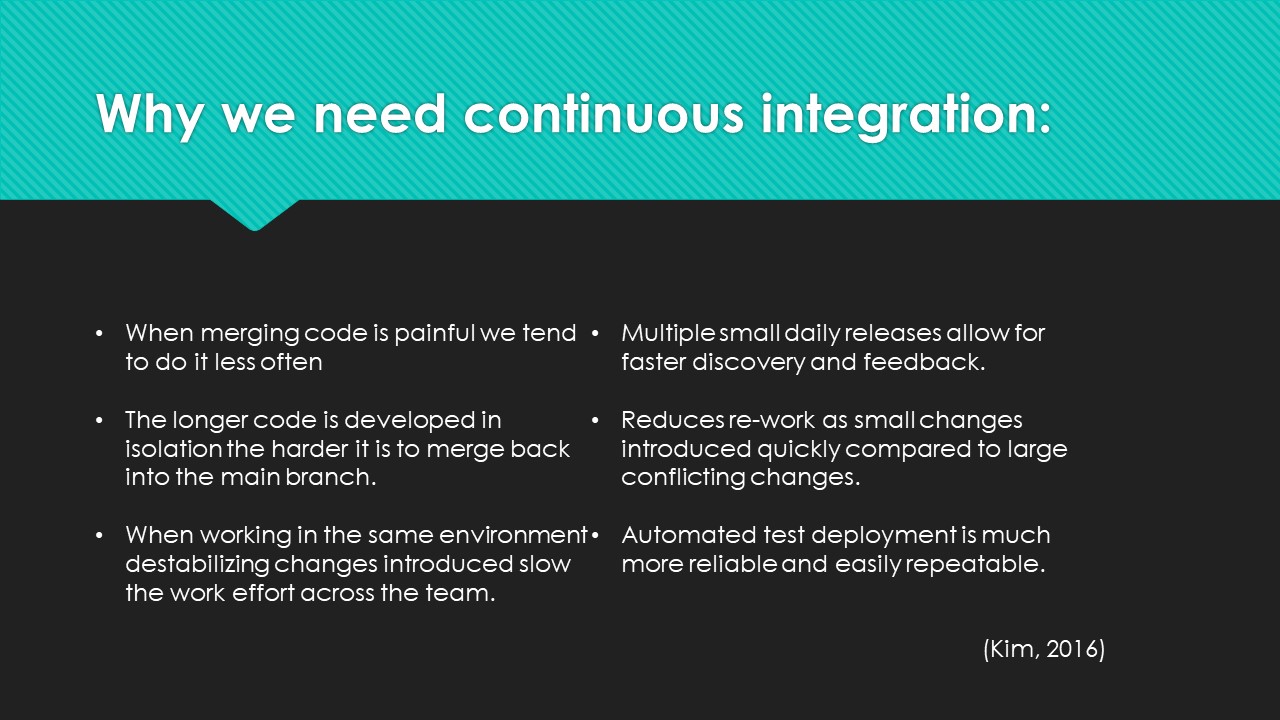 Why we need continuous integration:
• When merging code is painful we tend
to do it less often
• The longer code is developed in
isolation the harder it is to merge back
into the main branch.
• When working in the same environment
destabilizing changes introduced slow
the work effort across the team.
• Multiple small daily releases allow for
faster discovery and feedback.
• Reduces re-work as small changes
introduced quickly compared to large
conflicting changes.
• Automated test deployment is much
more reliable and easily repeatable.
(Kim, 2016)